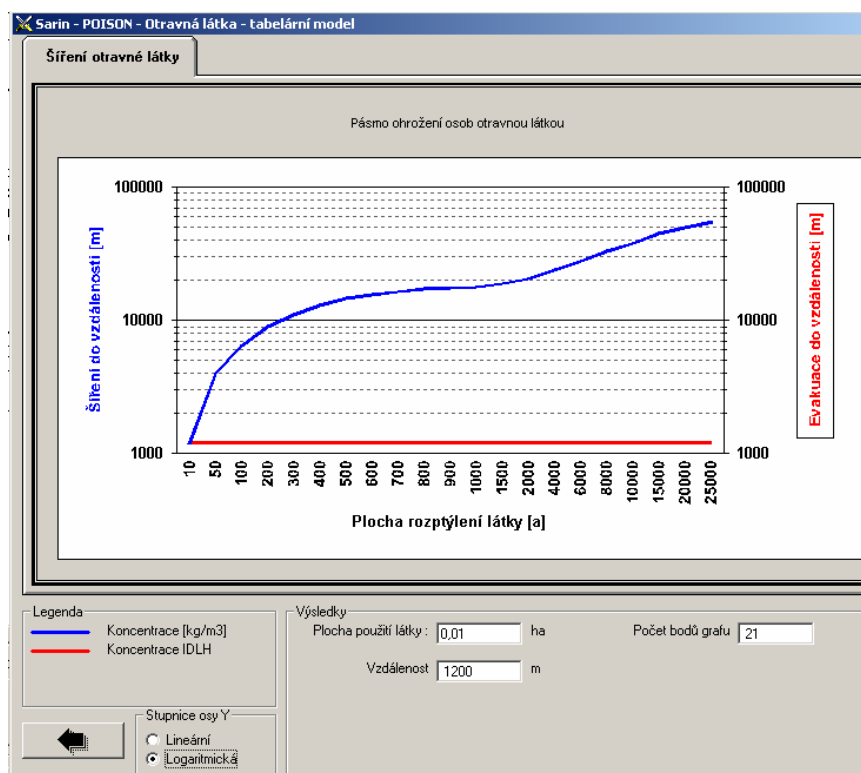 Sarin - POISON - Otravná látka - tabelární model
Šíření otravné látky
Pásmo ohrožení osob otravnou látkou
100000
10000
1000
Šíření do vzdálenosti [m]
100000
10000
1000
Evakuace do vzdálenosti [m]
10 50 100 200 300 400 500 600 700 800 900 1000 1500 2000 4000 6000 8000 10000 15000 20000 25000
Plocha rozptýlení látky [a]
Legenda
Koncentrace [kg/m3]
Koncentrace IDLH
Výsledky
Plocha použití látky : 0,01 ha
Počet bodů grafu 21
Vzdálenost 1200 m
Stupnice osy Y
Lineární
Logaritmická